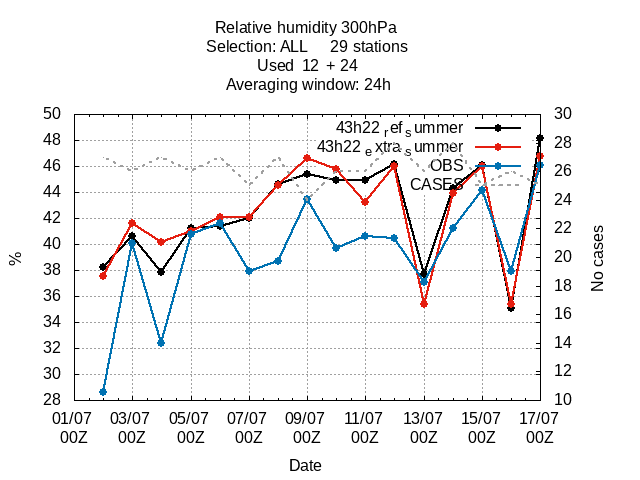 Relative humidity 300hPa
Selection: ALL 29 stations
Used 12 + 24
Averaging window: 24h
43h22 ref summer
43h22 extra summer
OBS
CASES
50
48
46
44
42
40
38
36
34
32
30
28
%
30
28
26
24
22
20
18
16
14
12
10
No cases
01/07 03/07 05/07 07/07 09/07 11/07 13/07 15/07 17/07
00Z 00Z 00Z 00Z 00Z 00Z 00Z 00Z 00Z
Date